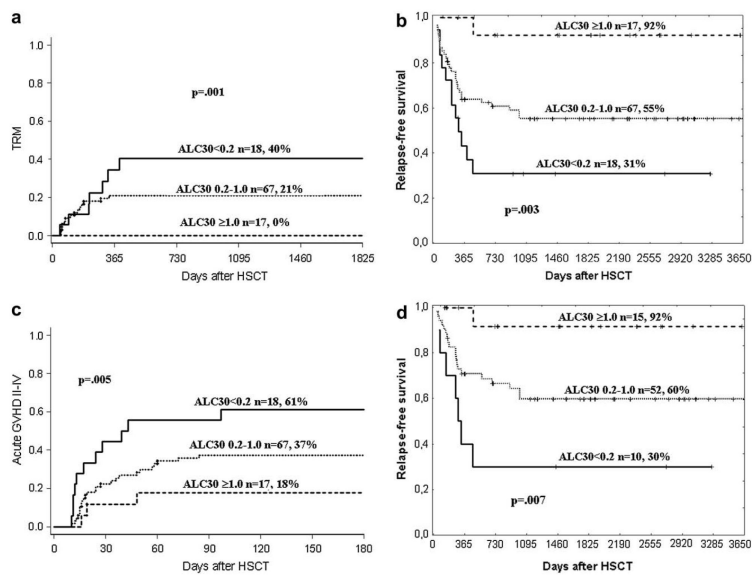 a
1.0
0.8
0.6
0.4
0.2
0.0
TRM
p=.001
ALC30<0.2 n=18, 40%
ALC30 0.2-1.0 n=67, 21%
ALC30 ≥1.0 n=17, 0%
0 365 730 1095 1460 1825
Days after HSCT
b
1,0
0,8
0,6
0,4
0,2
0,0
Relapse-free survival
ALC30 ≥1.0 n=17, 92%
ALC30 0.2-1.0 n=67, 55%
ALC30<0.2 n=18, 31%
p=.003
0 365 730 1095 1460 1825 2190 2555 2920 3285 3650
Days after HSCT
c
1.0
0.8
0.6
0.4
0.2
0.0
Acute GVHD II-IV
p=.005
ALC30<0.2 n=18, 61%
ALC30 0.2-1.0 n=67, 37%
ALC30 ≥1.0 n=17, 18%
0 30 60 90 120 150 180
Days after HSCT
d
1,0
0,8
0,6
0,4
0,2
0,0
Relapse-free survival
ALC30 ≥1.0 n=15, 92%
ALC30 0.2-1.0 n=52, 60%
ALC30<0.2 n=10, 30%
p=.007
0 365 730 1095 1460 1825 2190 2555 2920 3285 3650
Days after HSCT